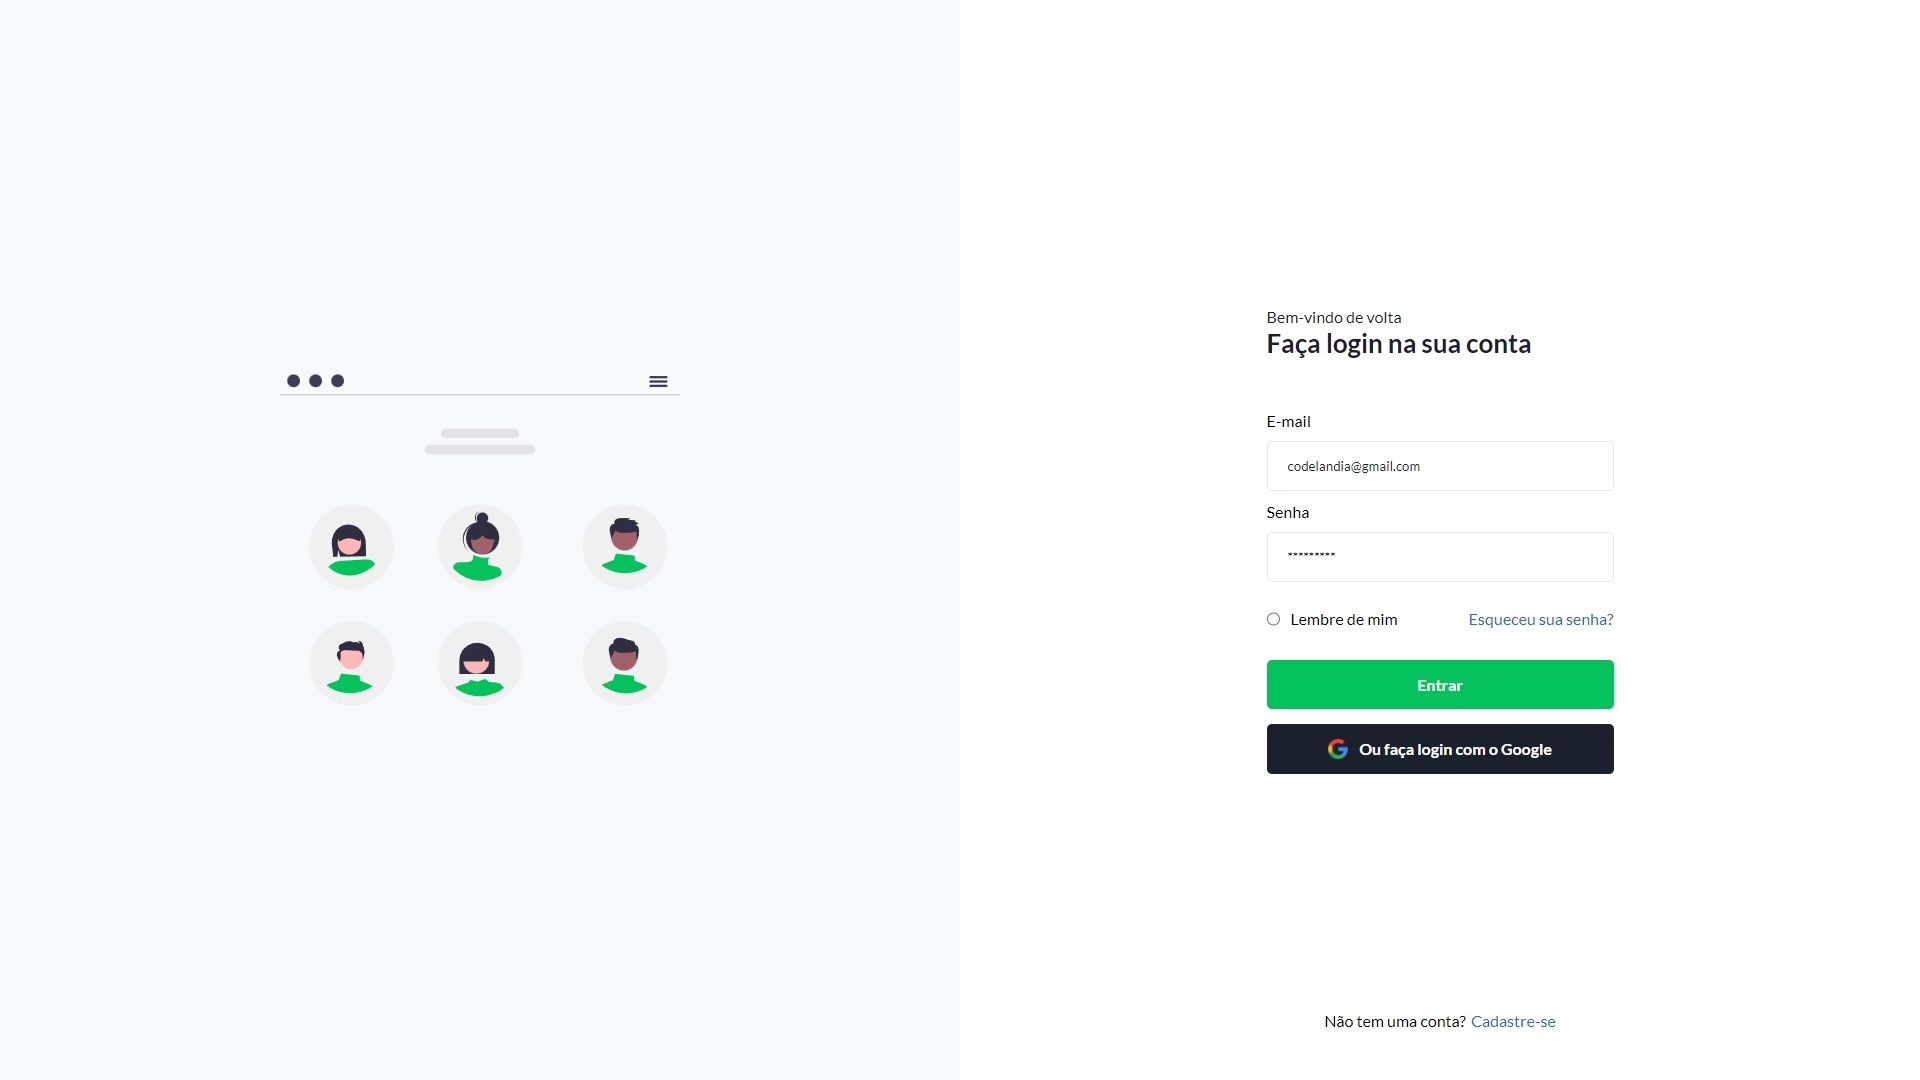 Bem-vindo de volta
Faça login na sua conta
E-mail
codelandia@gmail.com
Senha
*********
Lembre de mim
Esqueceu sua senha?
Entrar
Ou faça login com o Google
Não tem uma conta? Cadastre-se